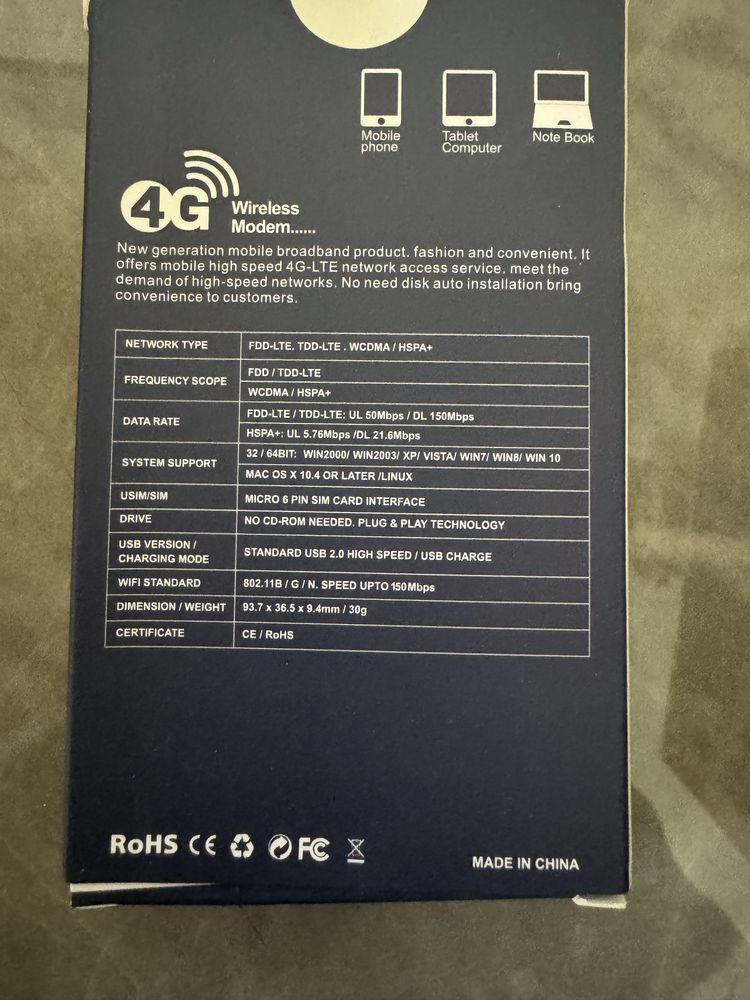 Mobile phone
Tablet Computer
Note Book
4G Wireless
Modem......
New generation mobile broadband product. fashion and convenient. It
offers mobile high speed 4G-LTE network access service. meet the
demand of high-speed networks. No need disk auto installation bring
convenience to customers.
NETWORK TYPE FDD-LTE. TDD-LTE . WCDMA / HSPA+
FREQUENCY SCOPE FDD / TDD-LTE
WCDMA / HSPA+
DATA RATE FDD-LTE / TDD-LTE: UL 50Mbps / DL 150Mbps
HSPA+: UL 5.76Mbps /DL 21.6Mbps
SYSTEM SUPPORT 32 / 64BIT: WIN2000/ WIN2003/ XP/ VISTA/ WIN7/ WIN8/ WIN 10
MAC OS X 10.4 OR LATER /LINUX
USIM/SIM MICRO 6 PIN SIM CARD INTERFACE
DRIVE NO CD-ROM NEEDED. PLUG & PLAY TECHNOLOGY
USB VERSION /
CHARGING MODE STANDARD USB 2.0 HIGH SPEED / USB CHARGE
WIFI STANDARD 802.11B / G / N. SPEED UPTO 150Mbps
DIMENSION / WEIGHT 93.7 x 36.5 x 9.4mm / 30g
CERTIFICATE CE / RoHS
RoHS CE FC
MADE IN CHINA